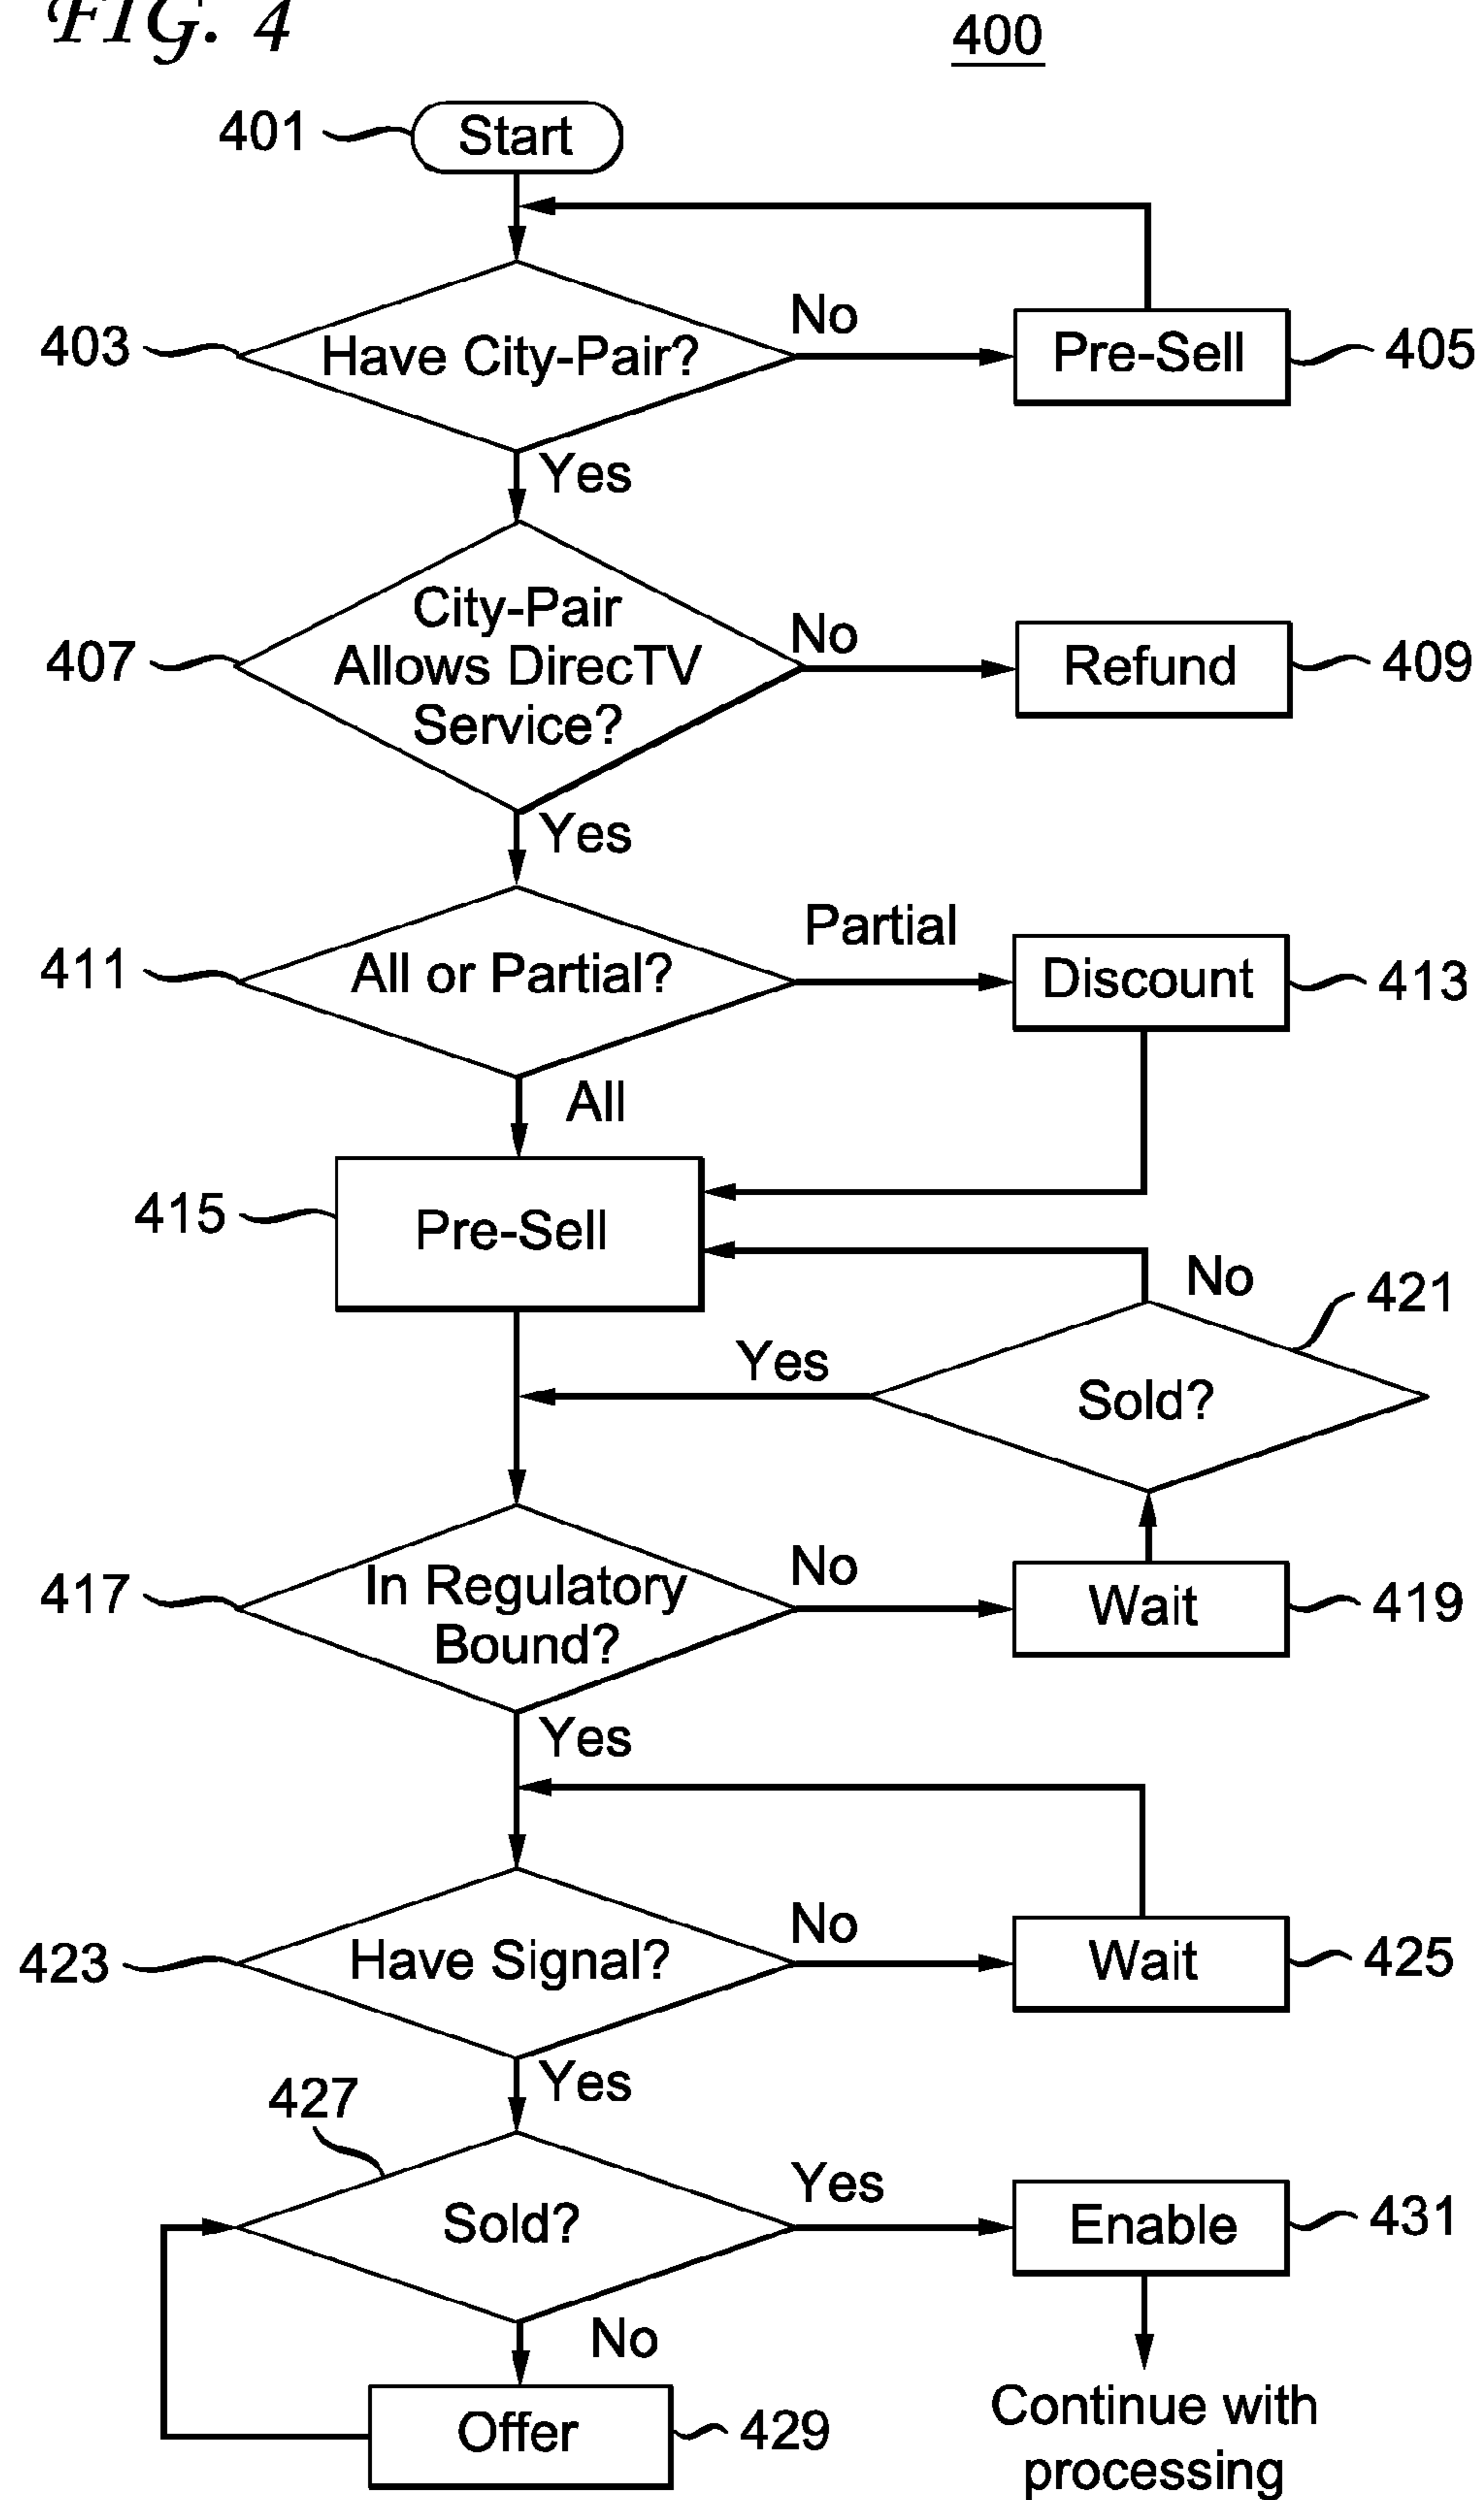 FIG. 4
400
401
Start
403
Have City-Pair?
No
Pre-Sell
405
Yes
407
City-Pair
Allows DirecTV
Service?
No
Refund
409
Yes
411
All or Partial?
Partial
Discount
413
All
415
Pre-Sell
No
421
Yes
Sold?
417
In Regulatory
Bound?
No
Wait
419
Yes
423
Have Signal?
No
Wait
425
Yes
427
Sold?
Yes
Enable
431
No
Offer
429
Continue with
processing